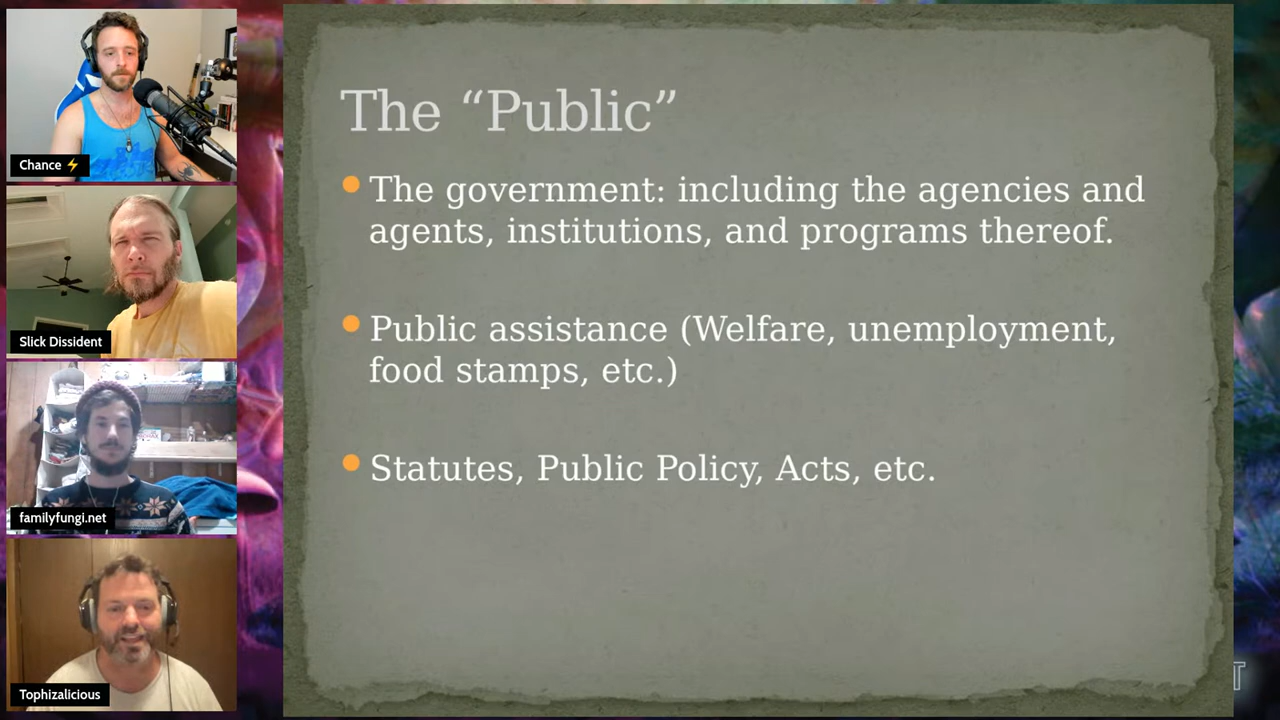 Chance ⚡
Slick Dissident
familyfungi.net
Tophizalicious
The “Public”
The government: including the agencies and
agents, institutions, and programs thereof.
Public assistance (Welfare, unemployment,
food stamps, etc.)
Statutes, Public Policy, Acts, etc.